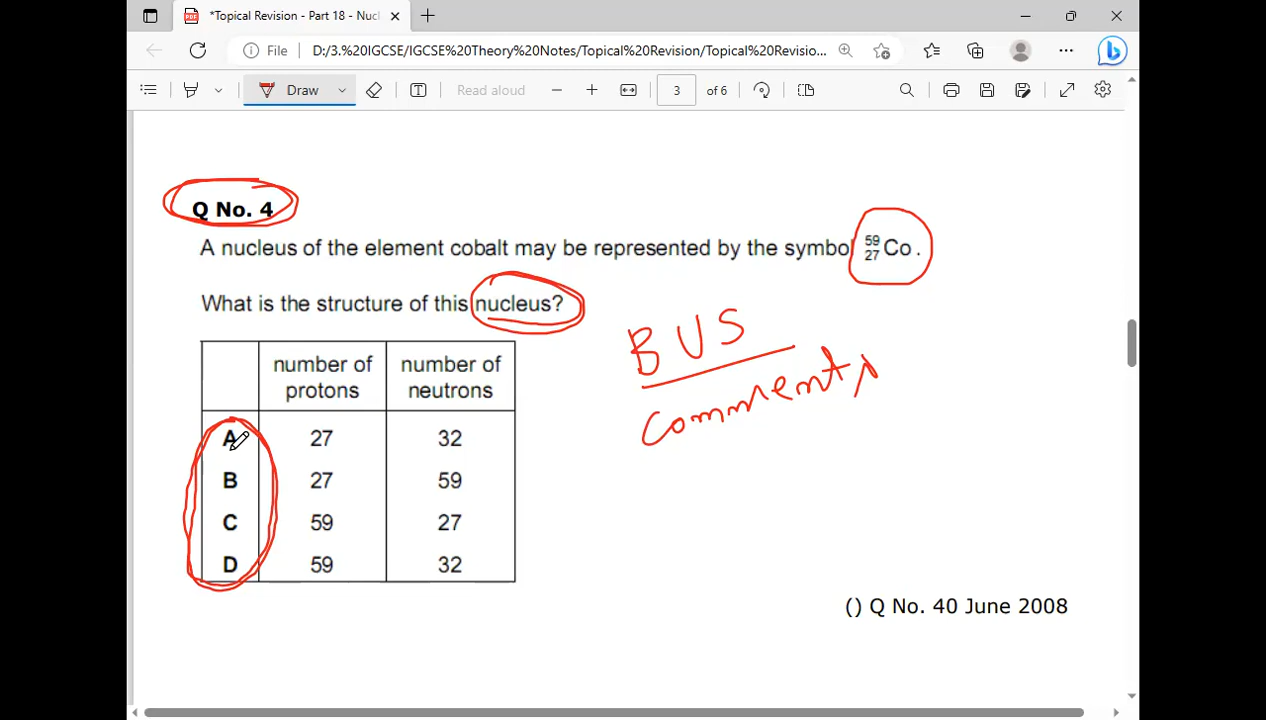 *Topical Revision - Part 18 - Nucl
File D:/3.%20IGCSE/IGCSE%20Theory%20Notes/Topical%20Revision/Topical%20Revisio...
Draw Read aloud 3 of 6
Q No. 4
A nucleus of the element cobalt may be represented by the symbol 59 27 Co .
What is the structure of this nucleus?
BUS
Comment
number of protons number of neutrons
A 27 32
B 27 59
C 59 27
D 59 32
() Q No. 40 June 2008